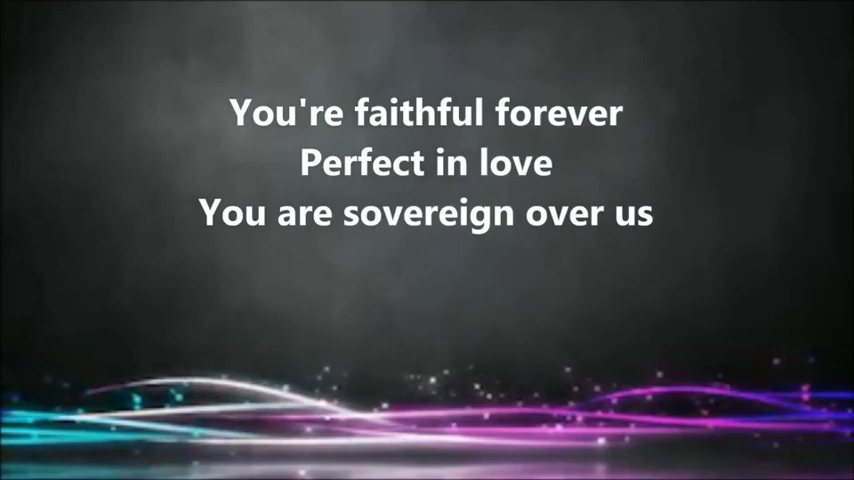 You're faithful forever
Perfect in love
You are sovereign over us